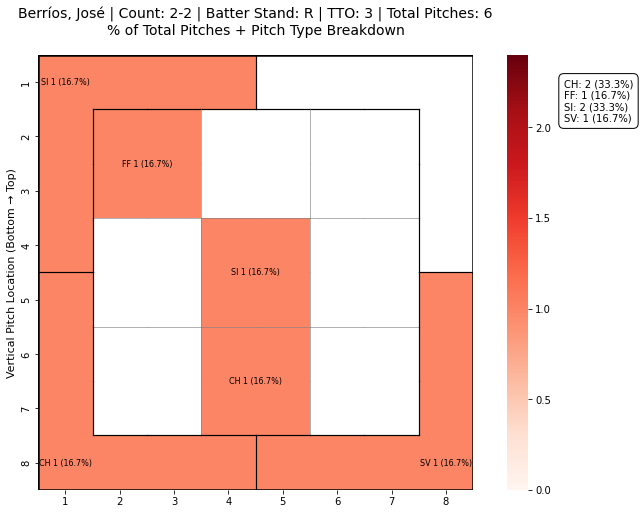 Berríos, José | Count: 2-2 | Batter Stand: R | TTO: 3 | Total Pitches: 6
% of Total Pitches + Pitch Type Breakdown
Vertical Pitch Location (Bottom → Top)
1
2
3
4
5
6
7
8
SI 1 (16.7%)
FF 1 (16.7%)
SI 1 (16.7%)
CH 1 (16.7%)
CH 1 (16.7%)
SV 1 (16.7%)
1 2 3 4 5 6 7 8
2.0
1.5
1.0
0.5
0.0
CH: 2 (33.3%)
FF: 1 (16.7%)
SI: 2 (33.3%)
SV: 1 (16.7%)